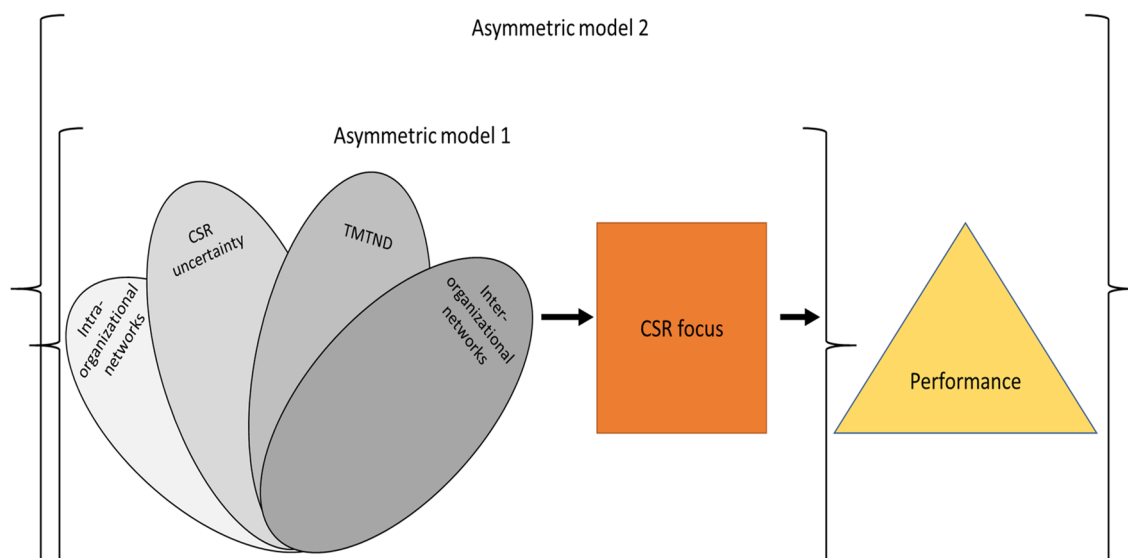 Asymmetric model 2
Asymmetric model 1
Intra-
organizational
networks
CSR
uncertainty
TMTND
Inter-
organizational
networks
CSR focus
Performance